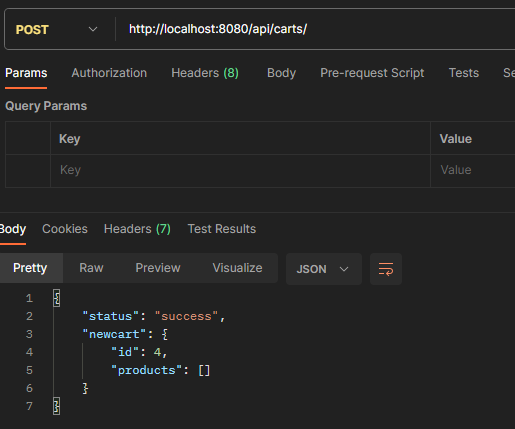 POST http://localhost:8080/api/carts/
Params Authorization Headers (8) Body Pre-request Script Tests Se
Query Params
Key Value
Key Value
Body Cookies Headers (7) Test Results
Pretty Raw Preview Visualize JSON
1 {
2 "status": "success",
3 "newcart": {
4 "id": 4,
5 "products": []
6 }
7 }